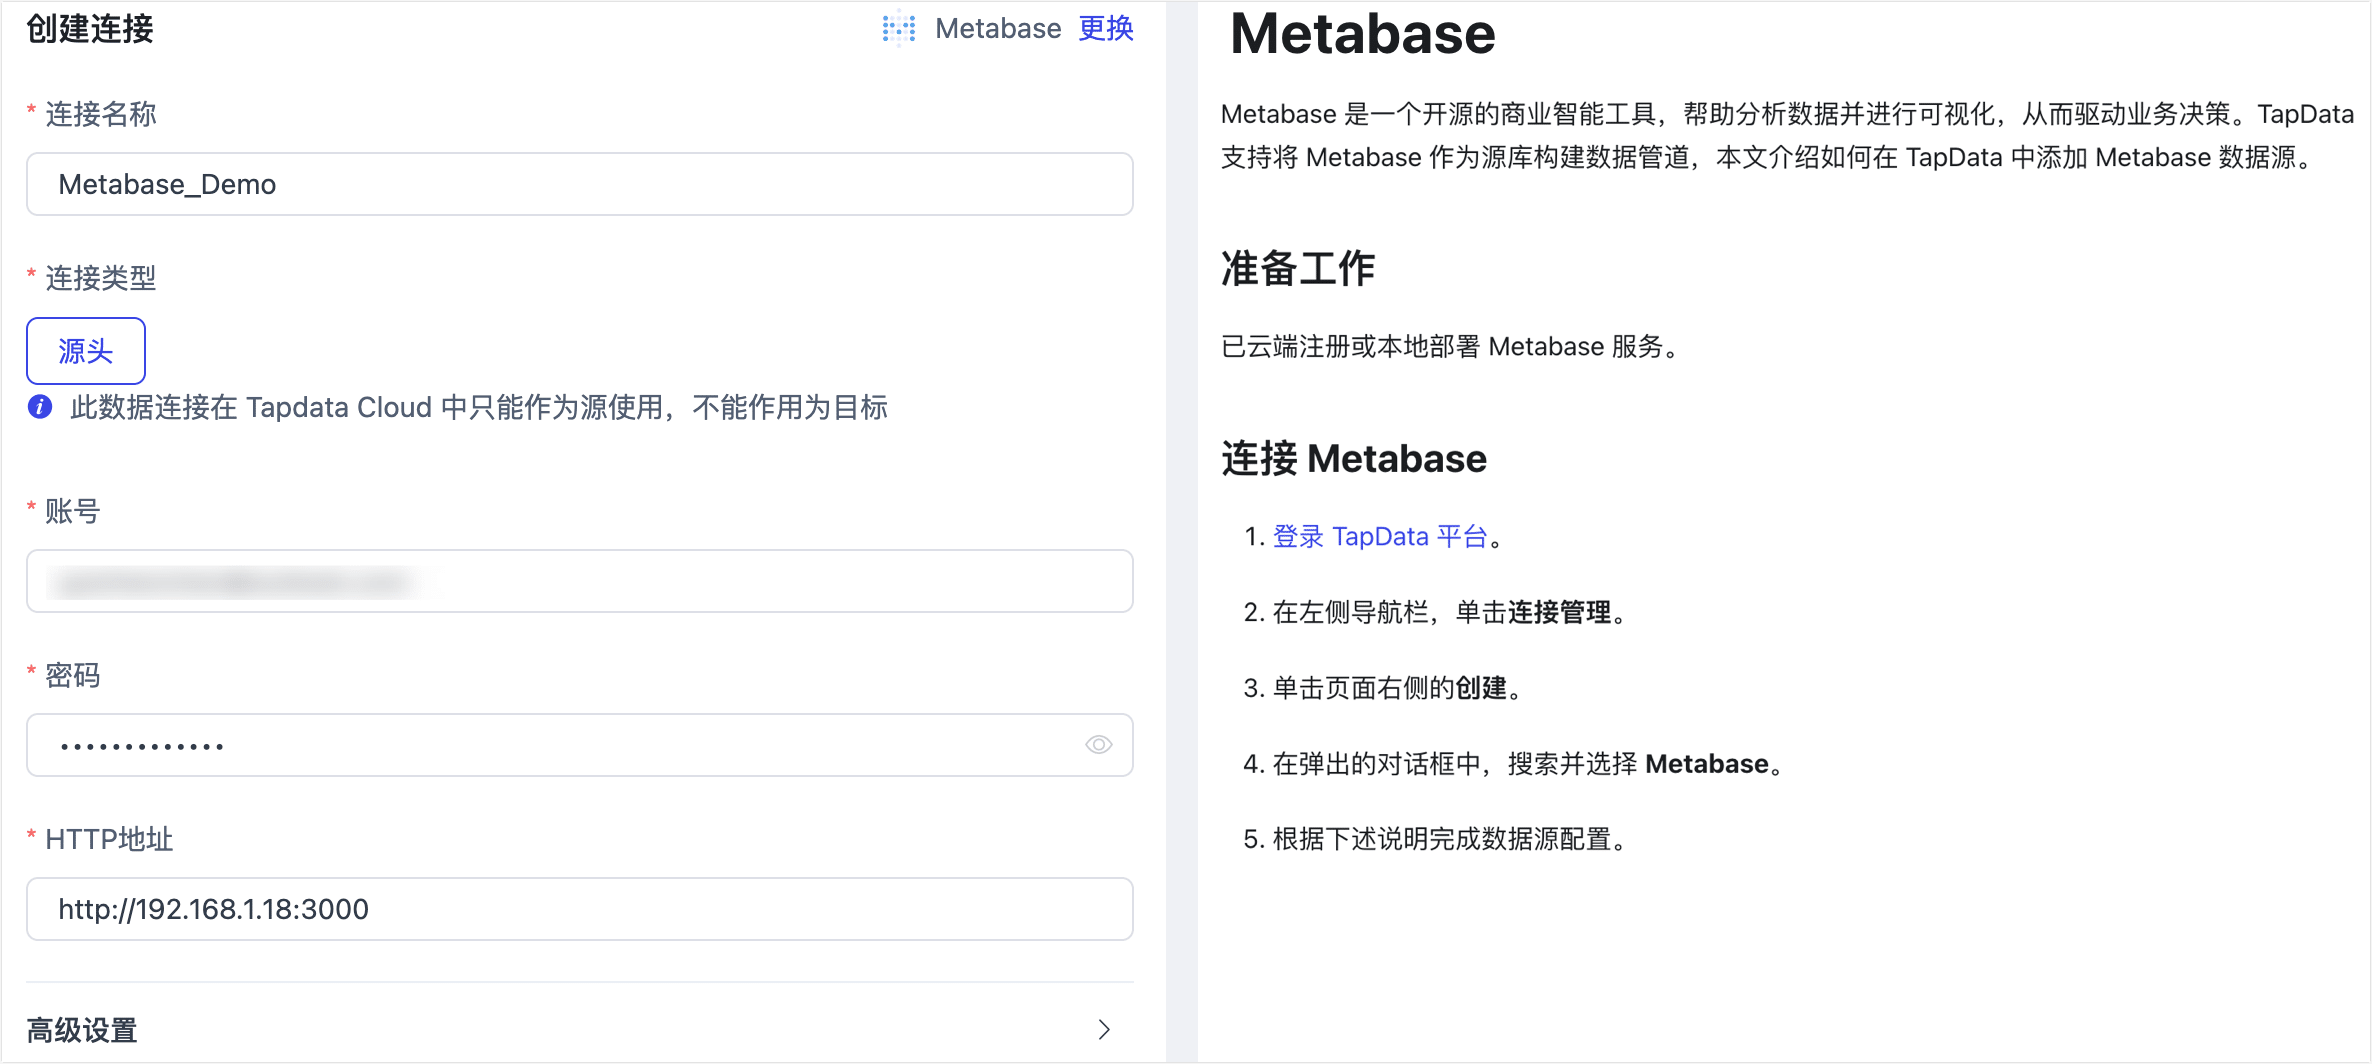 创建连接
Metabase 更换
* 连接名称
Metabase_Demo
* 连接类型
源头
此数据连接在 Tapdata Cloud 中只能作为源使用，不能作用为目标
* 账号
* 密码
•••••••••••••
* HTTP地址
http://192.168.1.18:3000
高级设置
Metabase
Metabase 是一个开源的商业智能工具，帮助分析数据并进行可视化，从而驱动业务决策。TapData
支持将 Metabase 作为源库构建数据管道，本文介绍如何在 TapData 中添加 Metabase 数据源。
准备工作
已云端注册或本地部署 Metabase 服务。
连接 Metabase
1. 登录 TapData 平台。
2. 在左侧导航栏，单击连接管理。
3. 单击页面右侧的创建。
4. 在弹出的对话框中，搜索并选择 Metabase。
5. 根据下述说明完成数据源配置。